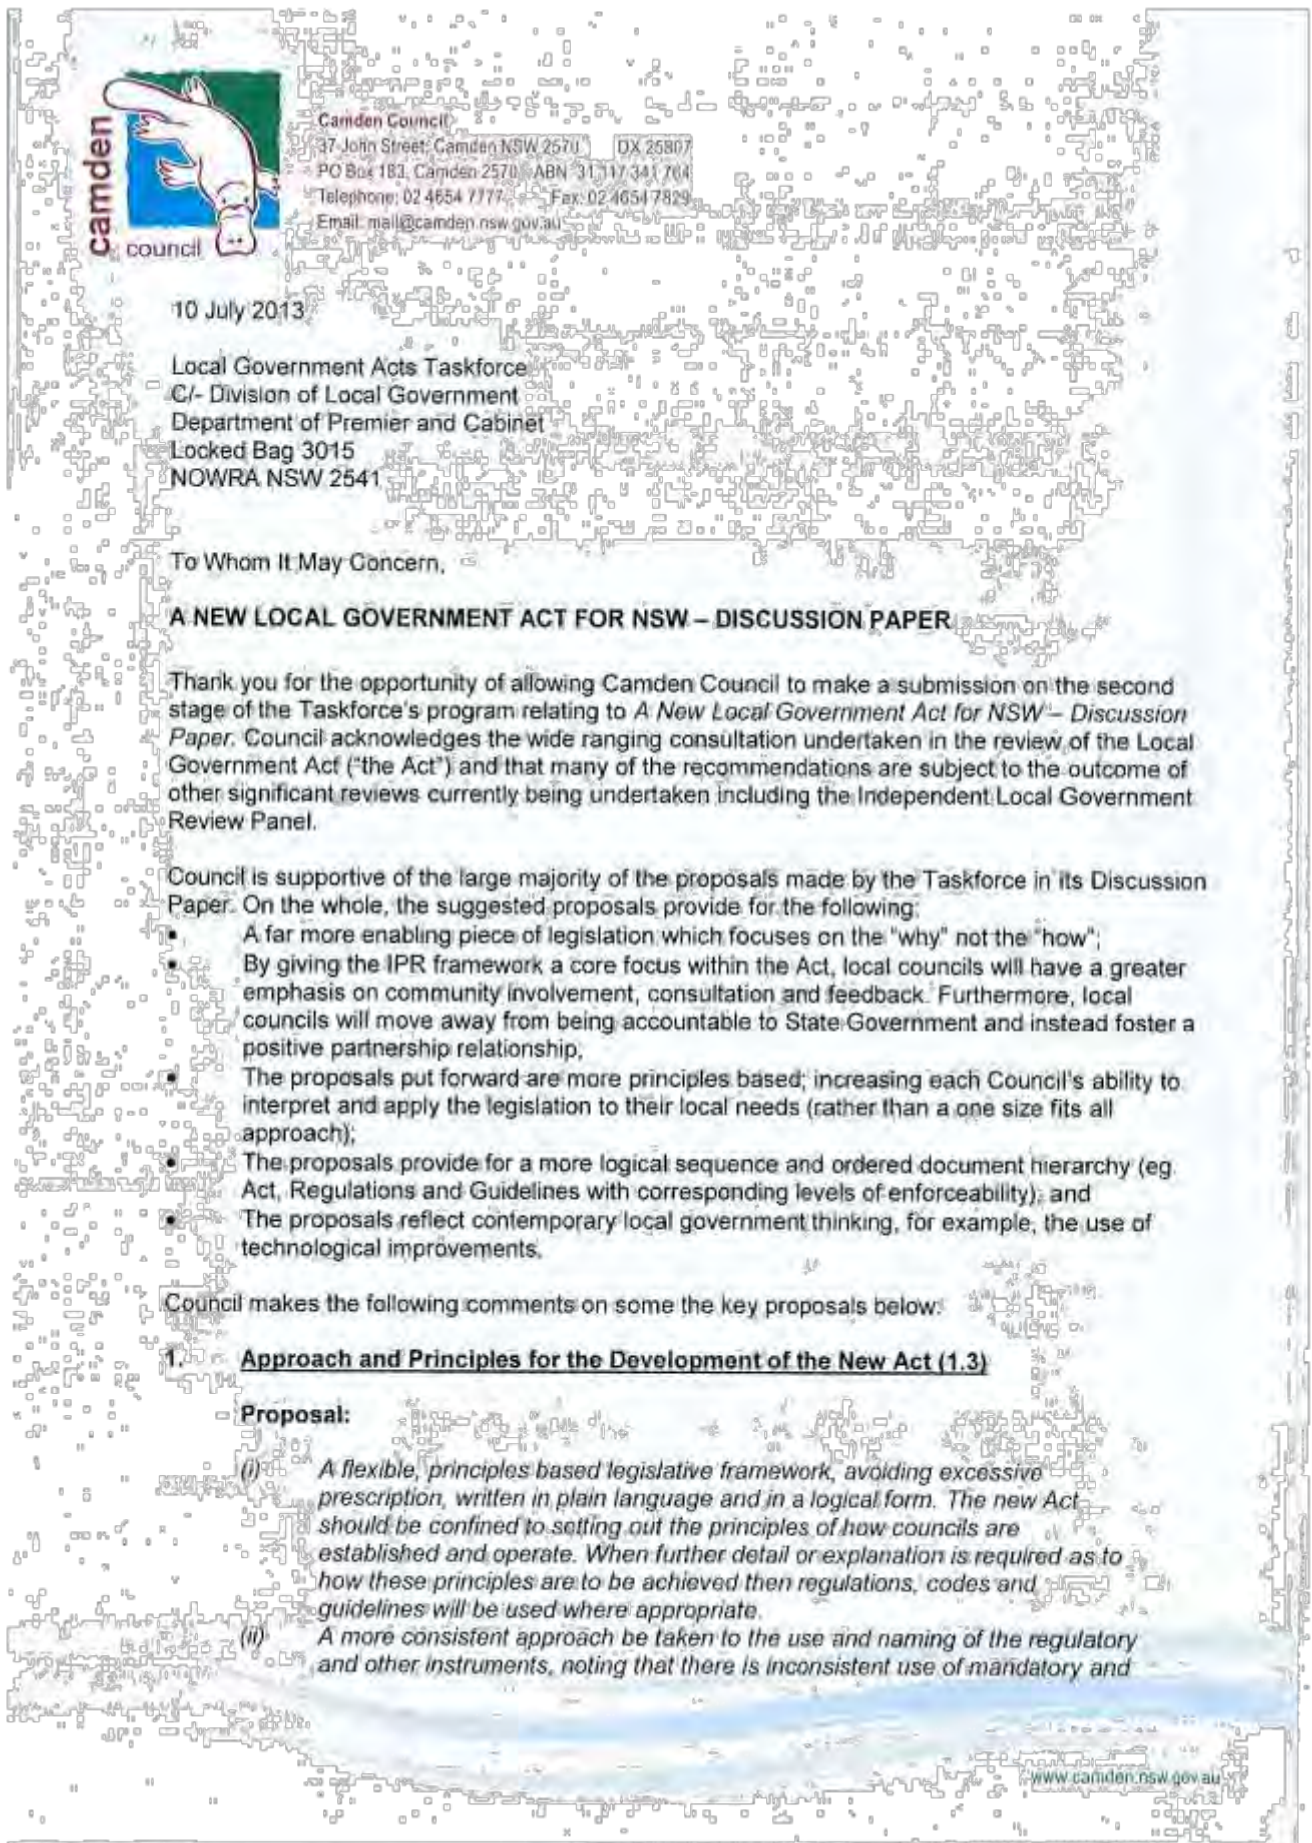 camden
council
Camden Council
37 John Street, Camden NSW 2570 DX 25807
PO Box 183, Camden 2570 ABN 31 117 341 764
Telephone: 02 4654 7777 Fax: 02 4654 7829
Email: mail@camden.nsw.gov.au
10 July 2013
Local Government Acts Taskforce
C/- Division of Local Government
Department of Premier and Cabinet
Locked Bag 3015
NOWRA NSW 2541
To Whom It May Concern,
A NEW LOCAL GOVERNMENT ACT FOR NSW – DISCUSSION PAPER
Thank you for the opportunity of allowing Camden Council to make a submission on the second
stage of the Taskforce's program relating to A New Local Government Act for NSW – Discussion
Paper. Council acknowledges the wide ranging consultation undertaken in the review of the Local
Government Act ("the Act") and that many of the recommendations are subject to the outcome of
other significant reviews currently being undertaken including the Independent Local Government
Review Panel.
Council is supportive of the large majority of the proposals made by the Taskforce in its Discussion
Paper. On the whole, the suggested proposals provide for the following:
• A far more enabling piece of legislation which focuses on the "why" not the "how";
• By giving the IPR framework a core focus within the Act, local councils will have a greater
emphasis on community involvement, consultation and feedback. Furthermore, local
councils will move away from being accountable to State Government and instead foster a
positive partnership relationship;
• The proposals put forward are more principles based; increasing each Council's ability to
interpret and apply the legislation to their local needs (rather than a one size fits all
approach);
• The proposals provide for a more logical sequence and ordered document hierarchy (eg.
Act, Regulations and Guidelines with corresponding levels of enforceability); and
• The proposals reflect contemporary local government thinking, for example, the use of
technological improvements.
Council makes the following comments on some the key proposals below:
1. Approach and Principles for the Development of the New Act (1.3)
Proposal:
(i) A flexible, principles based legislative framework, avoiding excessive
prescription, written in plain language and in a logical form. The new Act
should be confined to setting out the principles of how councils are
established and operate. When further detail or explanation is required as to
how these principles are to be achieved then regulations, codes and
guidelines will be used where appropriate.
(ii) A more consistent approach be taken to the use and naming of the regulatory
and other instruments, noting that there is inconsistent use of mandatory and
www.camden.nsw.gov.au